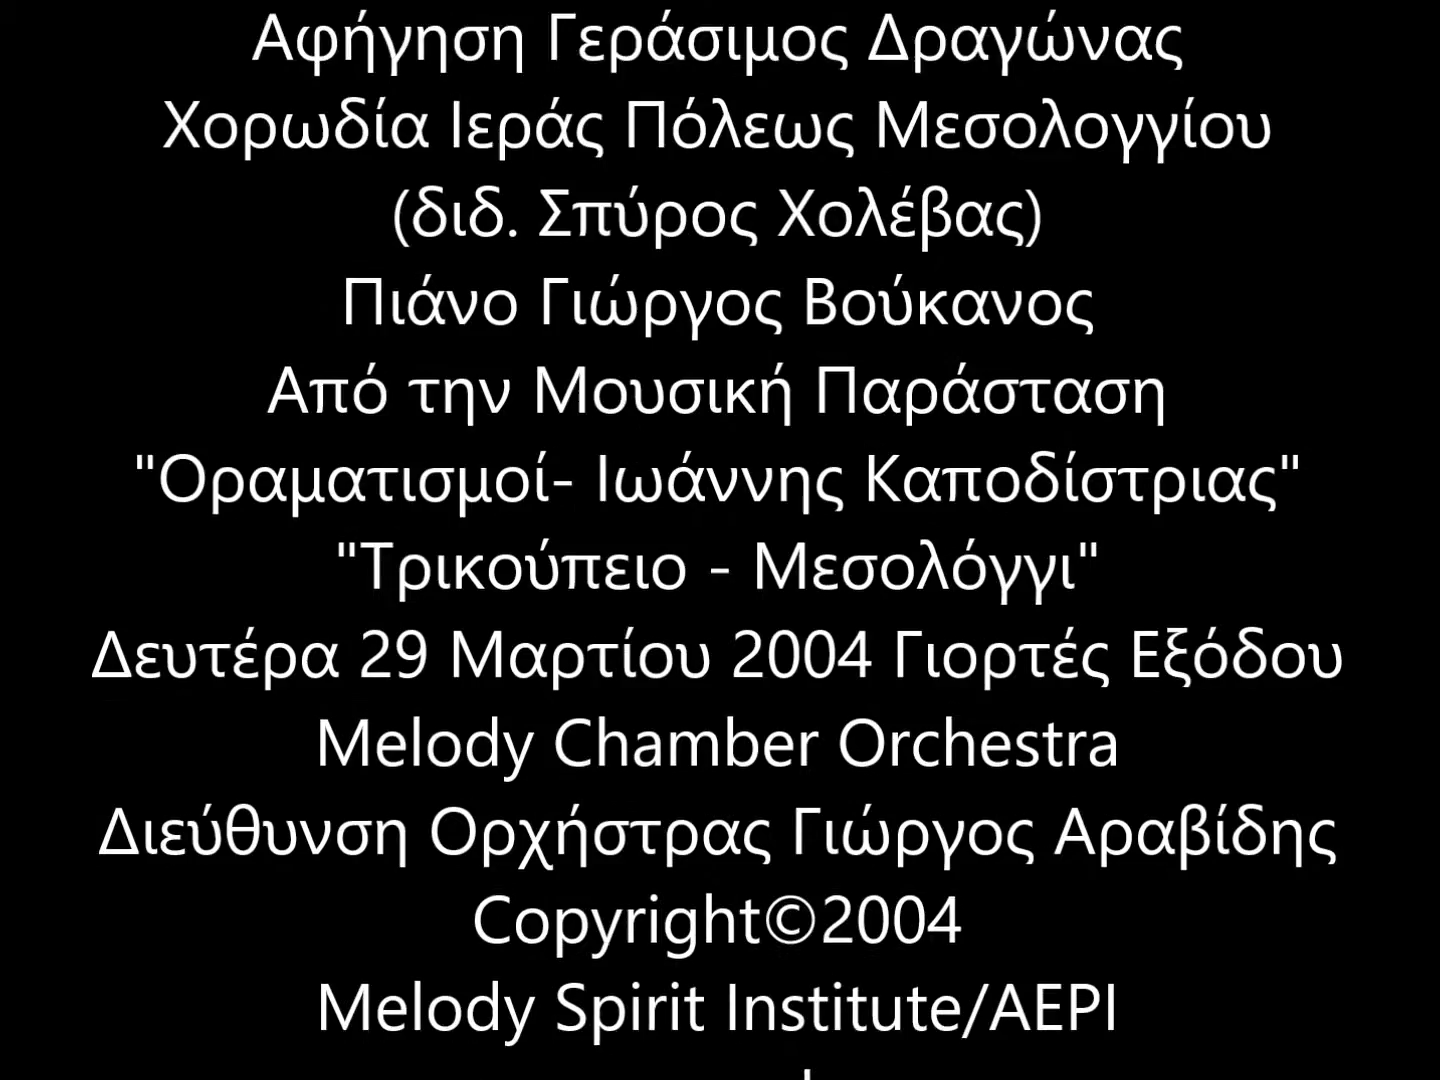 Αφήγηση Γεράσιμος Δραγώνας
Χορωδία Ιεράς Πόλεως Μεσολογγίου
(διδ. Σπύρος Χολέβας)
Πιάνο Γιώργος Βούκανος
Από την Μουσική Παράσταση
"Οραματισμοί- Ιωάννης Καποδίστριας"
"Τρικούπειο - Μεσολόγγι"
Δευτέρα 29 Μαρτίου 2004 Γιορτές Εξόδου
Melody Chamber Orchestra
Διεύθυνση Ορχήστρας Γιώργος Αραβίδης
Copyright©2004
Melody Spirit Institute/AEPI